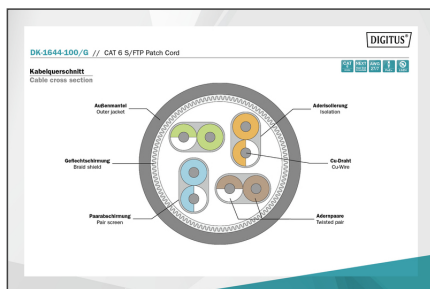 DIGITUS®
DK-1644-100/G // CAT 6 S/FTP Patch Cord
Kabelquerschnitt
Cable cross section
Außenmantel
Outer jacket
Aderisolierung
Isolation
Geflechtschirmung
Braid shield
Cu-Draht
Cu-Wire
Paarabschirmung
Pair screen
Adernpaare
Twisted pair